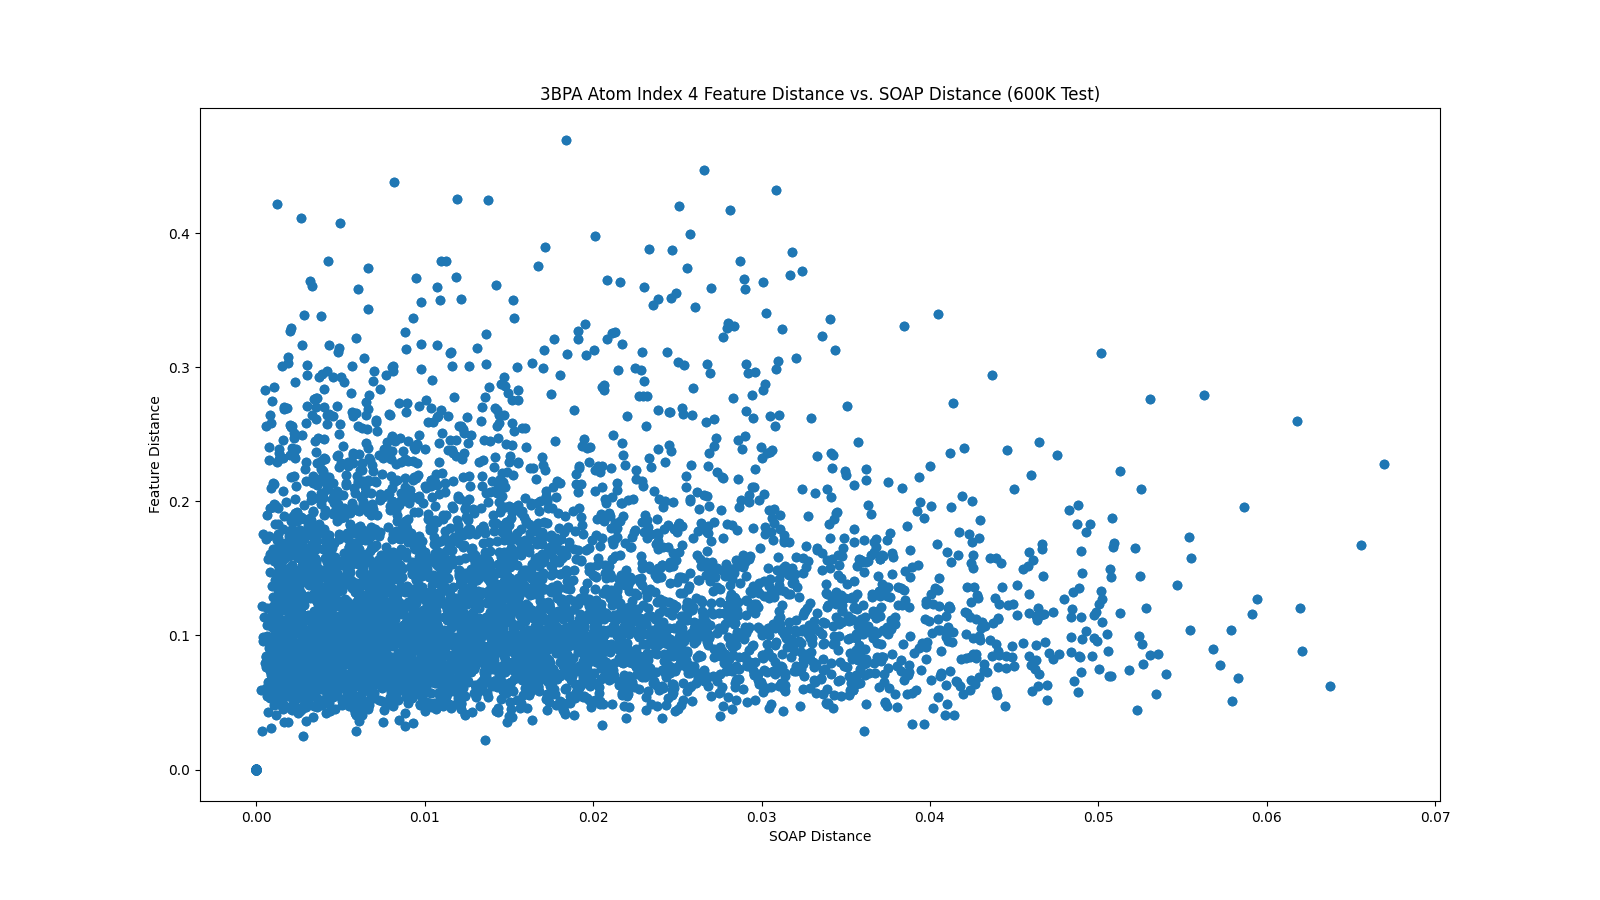 3BPA Atom Index 4 Feature Distance vs. SOAP Distance (600K Test)
Feature Distance
0.4
0.3
0.2
0.1
0.0
0.00 0.01 0.02 0.03 0.04 0.05 0.06 0.07
SOAP Distance